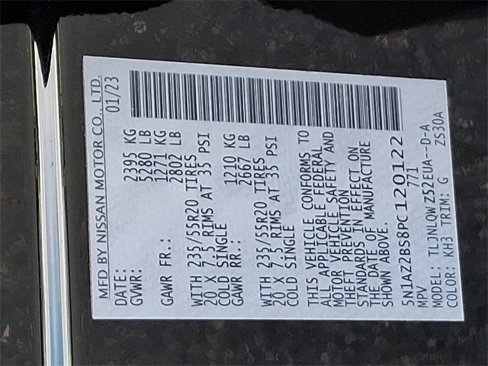 MFD BY NISSAN MOTOR CO., LTD.
DATE: 01/23
GVWR: 2395 KG
5280 LB
GAWR FR.: 1271 KG
2802 LB
WITH 235/55R20 TIRES
20 X 7.5 RIMS AT 35 PSI
COLD SINGLE
GAWR RR.: 1210 KG
2667 LB
WITH 235/55R20 TIRES
20 X 7.5 RIMS AT 35 PSI
COLD SINGLE
THIS VEHICLE CONFORMS TO
ALL APPLICABLE FEDERAL
MOTOR VEHICLE SAFETY AND
THEFT PREVENTION
STANDARDS IN EFFECT ON
THE DATE OF MANUFACTURE
SHOWN ABOVE.
5N1AZ2BS8PC120122
MPV 771
MODEL: TLJNLQWZ52EUA--D-A
COLOR: KH3 TRIM: G ZS30A